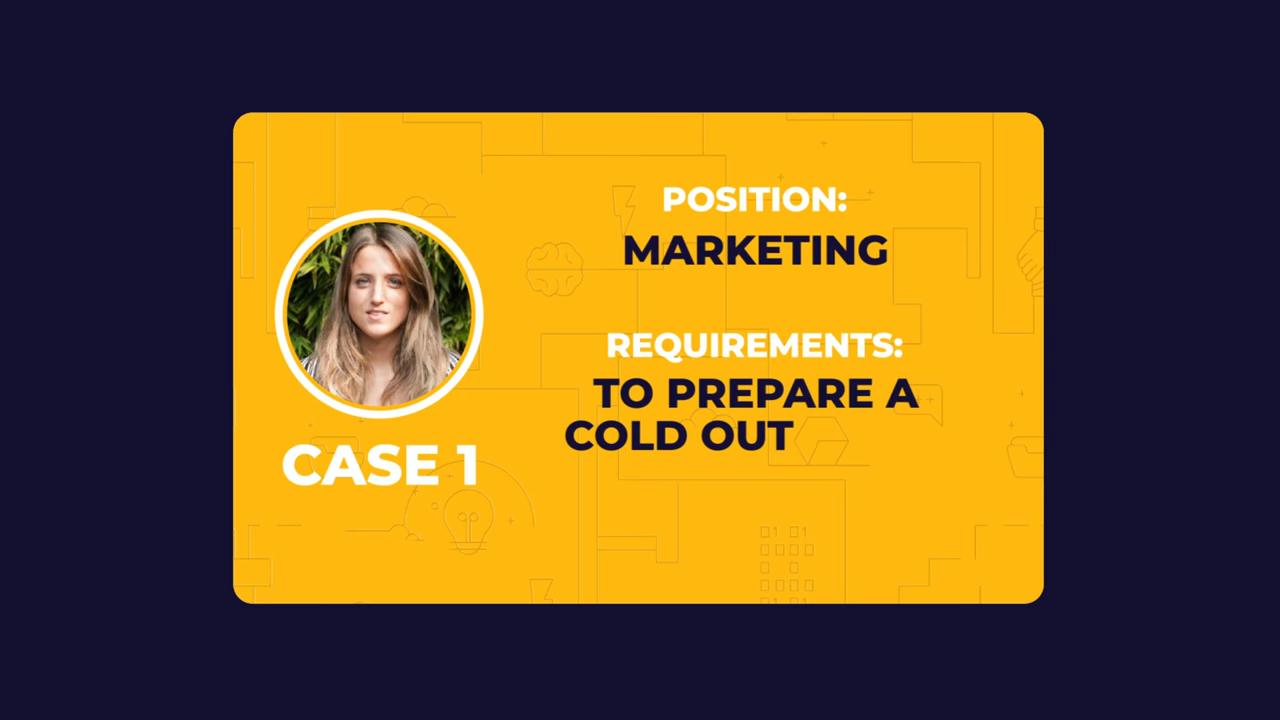 POSITION:
MARKETING
REQUIREMENTS:
TO PREPARE A
COLD OUT
CASE 1